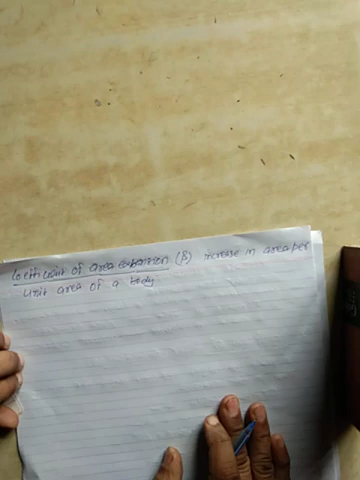 Coefficient of area expansion (β) increase in area per
unit area of a body